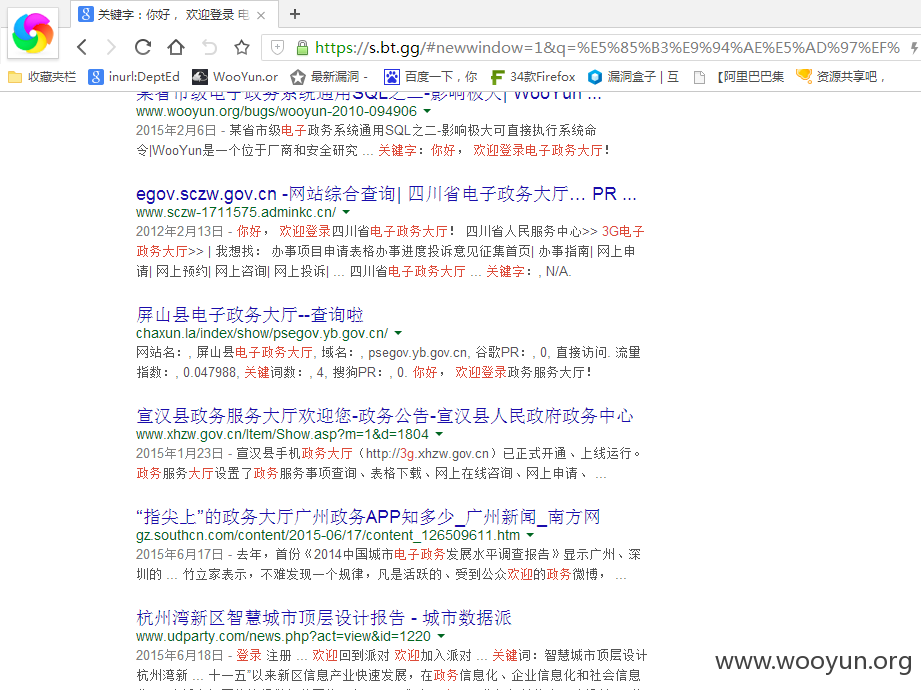 关键字：你好， 欢迎登录 电
https://s.bt.gg/#newwindow=1&q=%E5%85%B3%E9%94%AE%E5%AD%97%EF%
收藏夹栏 inurl:DeptEd WooYun.or 最新漏洞 - 百度一下，你 34款Firefox 漏洞盒子 | 互 【阿里巴巴集 资源共享吧，
某省市级电子政务系统通用SQL之二-影响极大| WooYun ...
www.wooyun.org/bugs/wooyun-2010-094906
2015年2月6日 - 某省市级电子政务系统通用SQL之二-影响极大可直接执行系统命
令|WooYun是一个位于厂商和安全研究 ... 关键字：你好， 欢迎登录电子政务大厅！
egov.sczw.gov.cn -网站综合查询| 四川省电子政务大厅... PR ...
www.sczw-1711575.adminkc.cn/
2012年2月13日 - 你好， 欢迎登录四川省电子政务大厅！ 四川省人民服务中心>> 3G电子
政务大厅>> | 我想找： 办事项目申请表格办事进度投诉意见征集首页| 办事指南| 网上申
请| 网上预约| 网上咨询| 网上投诉| ... 四川省电子政务大厅 ... 关键字：, N/A.
屏山县电子政务大厅--查询啦
chaxun.la/index/show/psegov.yb.gov.cn/
网站名：, 屏山县电子政务大厅, 域名：, psegov.yb.gov.cn, 谷歌PR：, 0, 直接访问. 流量
指数：, 0.047988, 关键词数：, 4, 搜狗PR：, 0. 你好， 欢迎登录政务服务大厅！
宣汉县政务服务大厅欢迎您-政务公告-宣汉县人民政府政务中心
www.xhzw.gov.cn/Item/Show.asp?m=1&d=1804
2015年1月23日 - 宣汉县手机政务大厅（http://3g.xhzw.gov.cn）已正式开通、上线运行。
政务服务大厅设置了政务服务事项查询、表格下载、网上在线咨询、网上申请、 ...
“指尖上”的政务大厅广州政务APP知多少_广州新闻_南方网
gz.southcn.com/content/2015-06/17/content_126509611.htm
2015年6月17日 - 去年，首份《2014中国城市电子政务发展水平调查报告》显示广州、深
圳的 ... 竹立家表示，不难发现一个规律，凡是活跃的、受到公众欢迎的政务微博， ...
杭州湾新区智慧城市顶层设计报告 - 城市数据派
www.udparty.com/news.php?act=view&id=1220
2015年6月18日 - 登录 注册 ... 欢迎回到派对 欢迎加入派对 ... 关键词：智慧城市顶层设计
杭州湾新 ... 十一五”以来新区信息产业快速发展，在政务信息化、企业信息化和社会信息
www.wooyun.org